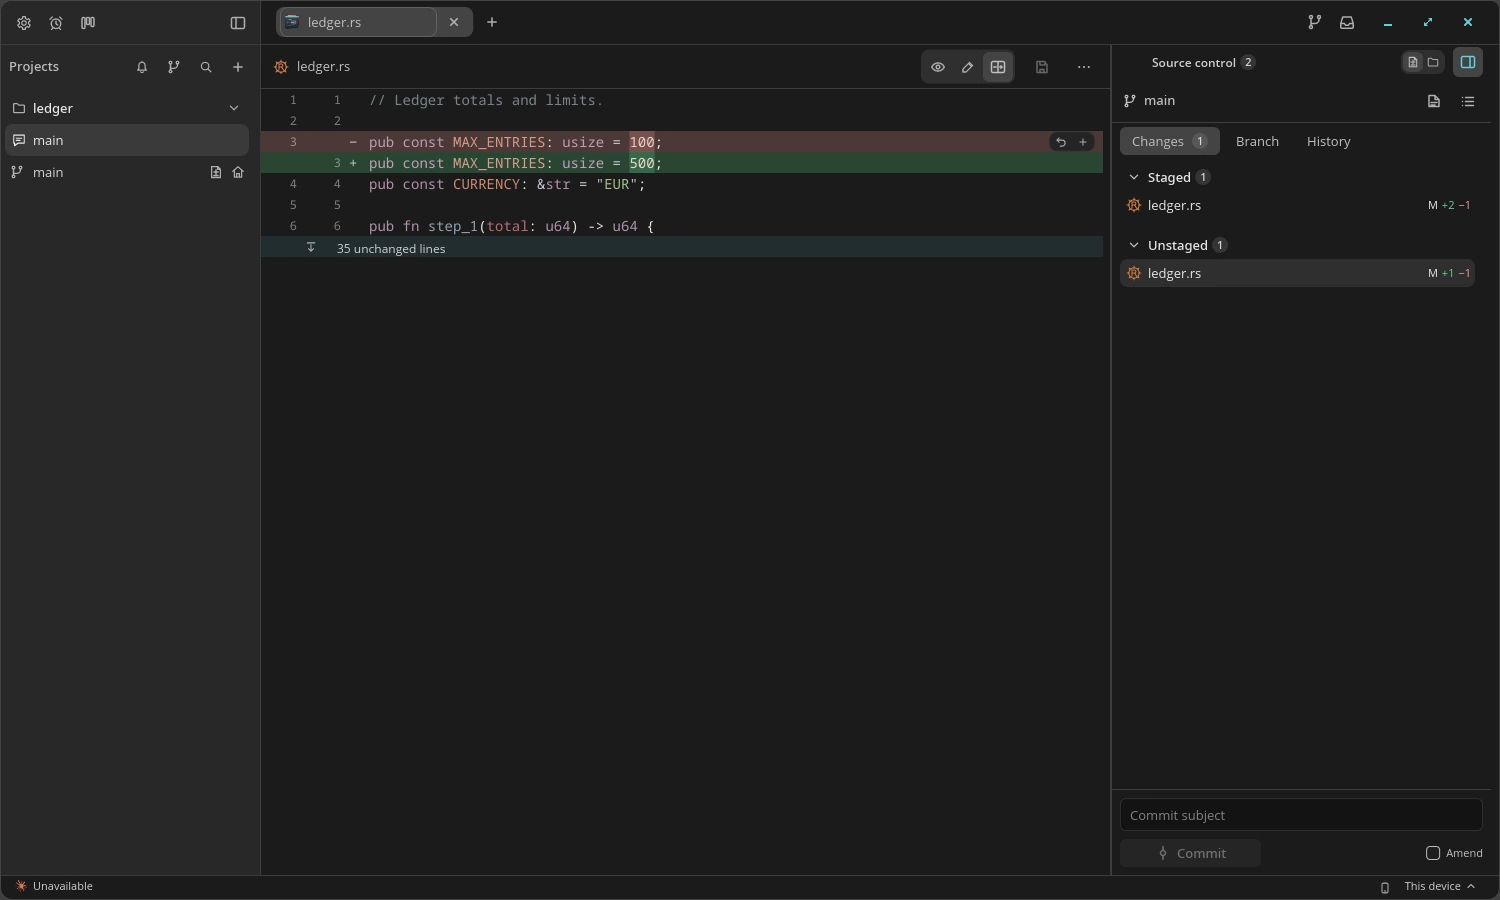 ledger.rs
Projects
ledger
main
main
ledger.rs
1 1 // Ledger totals and limits.
2 2
3 − pub const MAX_ENTRIES: usize = 100;
3 + pub const MAX_ENTRIES: usize = 500;
4 4 pub const CURRENCY: &str = "EUR";
5 5
6 6 pub fn step_1(total: u64) -> u64 {
35 unchanged lines
Source control 2
main
Changes 1 Branch History
Staged 1
ledger.rs M +2 −1
Unstaged 1
ledger.rs M +1 −1
Commit subject
Commit Amend
Unavailable
This device